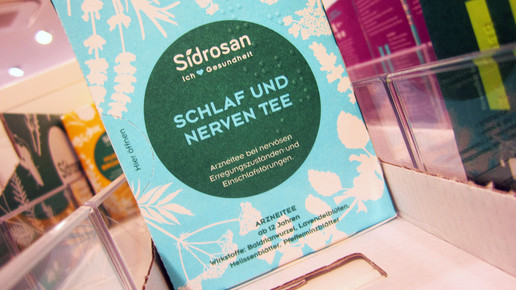 Sidrosan
Ich ♥ Gesundheit
SCHLAF UND
NERVEN TEE
Arzneitee bei nervösen
Erregungszuständen und
Einschlafstörungen.
Hier öffnen
ARZNEITEE
ab 12 Jahren
Wirkstoffe: Baldrianwurzel, Lavendelblüten,
Melissenblätter, Pfefferminzblätter